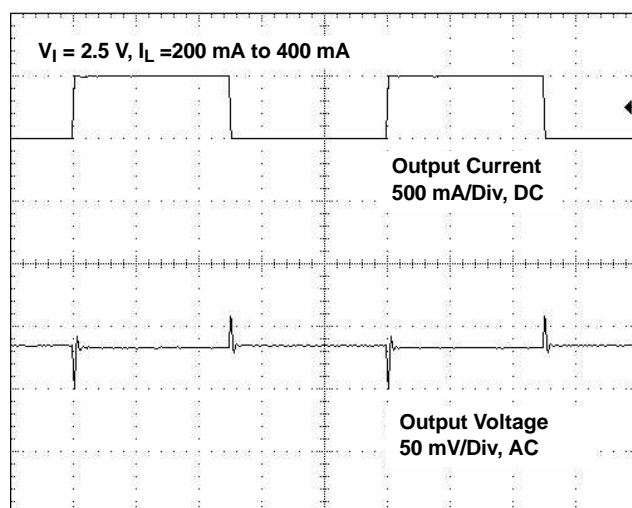 VI = 2.5 V, IL =200 mA to 400 mA
Output Current
500 mA/Div, DC
Output Voltage
50 mV/Div, AC